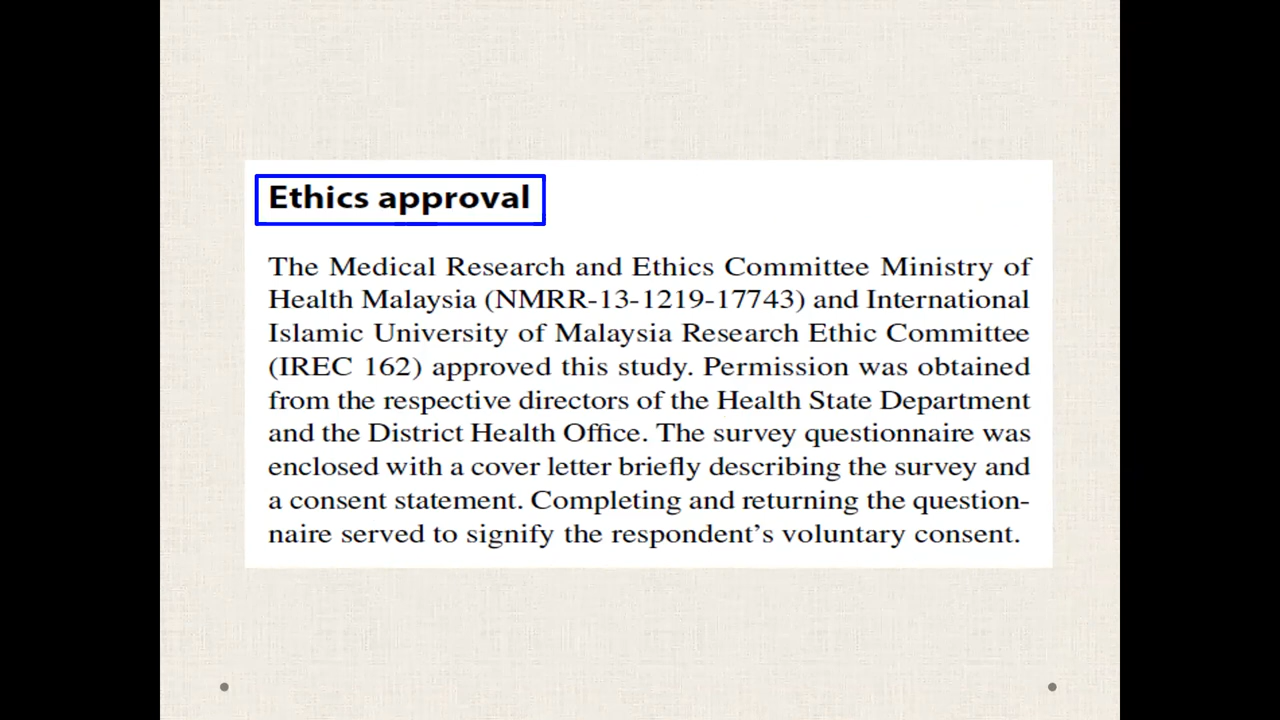 Ethics approval
The Medical Research and Ethics Committee Ministry of
Health Malaysia (NMRR-13-1219-17743) and International
Islamic University of Malaysia Research Ethic Committee
(IREC 162) approved this study. Permission was obtained
from the respective directors of the Health State Department
and the District Health Office. The survey questionnaire was
enclosed with a cover letter briefly describing the survey and
a consent statement. Completing and returning the question-
naire served to signify the respondent’s voluntary consent.